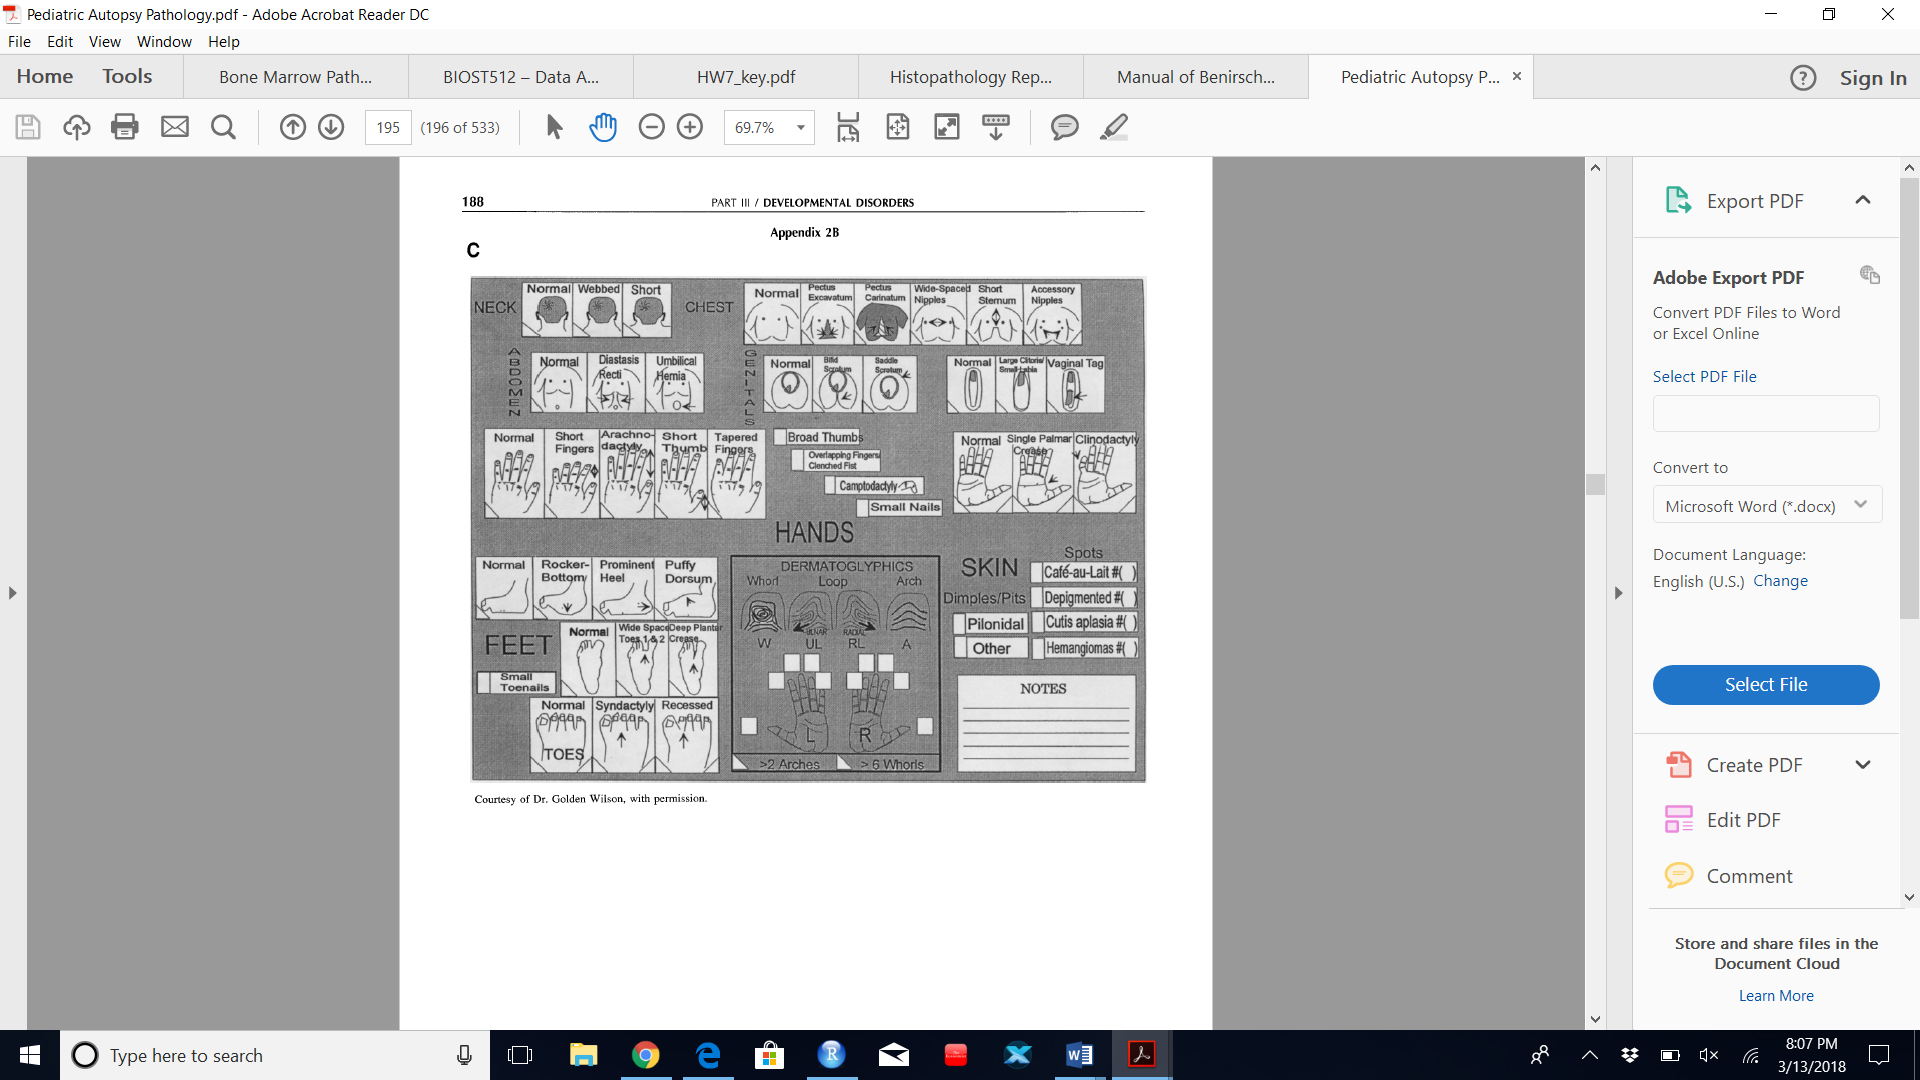 Pediatric Autopsy Pathology.pdf - Adobe Acrobat Reader DC
File Edit View Window Help
Home Tools Bone Marrow Path... BIOST512 – Data A... HW7_key.pdf Histopathology Rep... Manual of Benirsch... Pediatric Autopsy P... Sign In
195 (196 of 533) 69.7%
188 PART III / DEVELOPMENTAL DISORDERS
Appendix 2B
C
NECK
Normal Webbed Short
CHEST
Normal
Pectus Excavatum
Pectus Carinatum
Wide-Spaced Nipples
Short Sternum
Accessory Nipples
ABDOMEN
Normal
Diastasis Recti
Umbilical Hernia
GENITALS
Normal
Bifid Scrotum
Saddle Scrotum
Normal
Large Clitoris/ Small Labia
Vaginal Tag
Normal
Short Fingers
Arachno-dactyly
Short Thumb
Tapered Fingers
Broad Thumbs
Overlapping Fingers/
Clenched Fist
Camptodactyly
Small Nails
Normal
Single Palmar Crease
Clinodactyly
HANDS
Normal
Rocker-Bottom
Prominent Heel
Puffy Dorsum
FEET
Normal
Wide Space Toes 1 & 2
Deep Plantar Crease
Small
Toenails
Normal Syndactyly Recessed
TOES
DERMATOGLYPHICS
Whorl Loop Arch
ULNAR RADIAL
W UL RL A
L R
>2 Arches > 6 Whorls
SKIN
Spots
Café-au-Lait #( )
Dimples/Pits
Depigmented #( )
Pilonidal
Cutis aplasia #( )
Other
Hemangiomas #( )
NOTES
Courtesy of Dr. Golden Wilson, with permission.
Export PDF
Adobe Export PDF
Convert PDF Files to Word
or Excel Online
Select PDF File
Convert to
Microsoft Word (*.docx)
Document Language:
English (U.S.) Change
Select File
Create PDF
Edit PDF
Comment
Store and share files in the
Document Cloud
Learn More
Type here to search
8:07 PM
3/13/2018